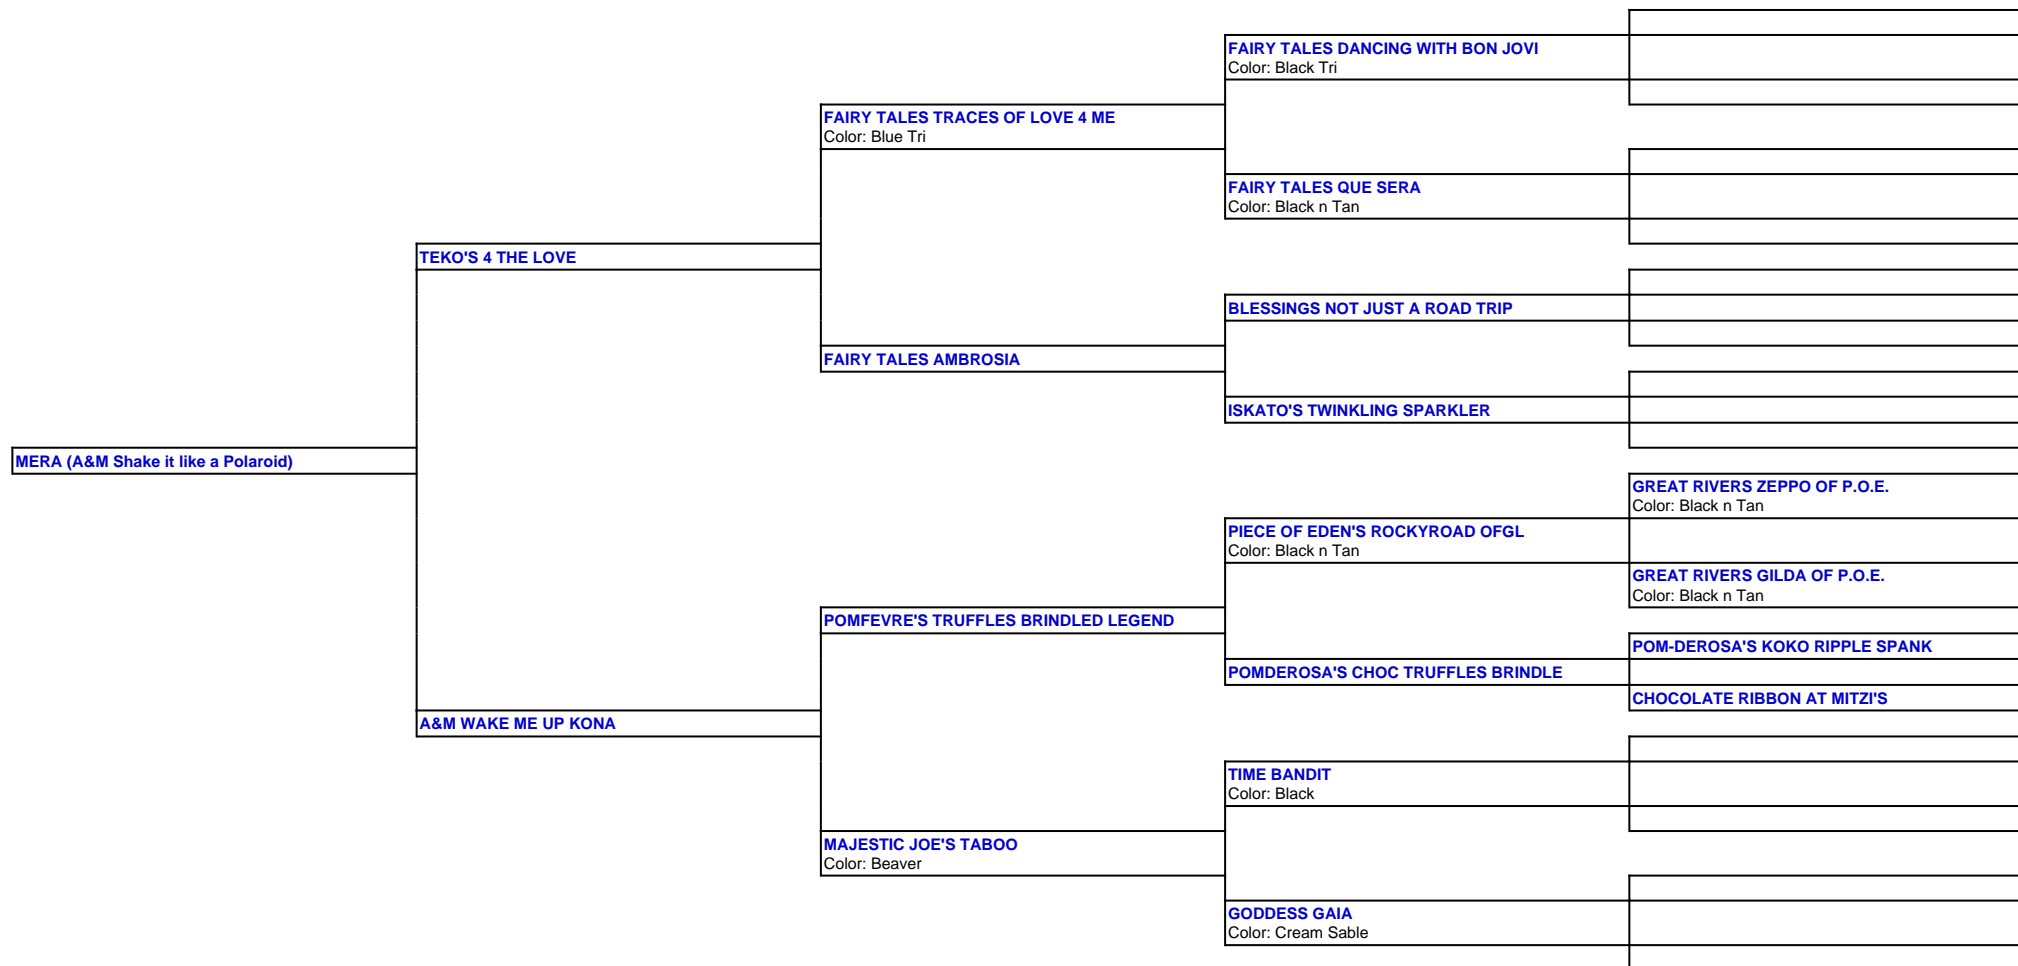 FAIRY TALES DANCING WITH BON JOVI
Color: Black Tri
FAIRY TALES TRACES OF LOVE 4 ME
Color: Blue Tri
FAIRY TALES QUE SERA
Color: Black n Tan
TEKO'S 4 THE LOVE
BLESSINGS NOT JUST A ROAD TRIP
FAIRY TALES AMBROSIA
ISKATO'S TWINKLING SPARKLER
MERA (A&M Shake it like a Polaroid)
GREAT RIVERS ZEPPO OF P.O.E.
Color: Black n Tan
PIECE OF EDEN'S ROCKYROAD OFGL
Color: Black n Tan
GREAT RIVERS GILDA OF P.O.E.
Color: Black n Tan
POMFEVRE'S TRUFFLES BRINDLED LEGEND
POM-DEROSA'S KOKO RIPPLE SPANK
POMDEROSA'S CHOC TRUFFLES BRINDLE
CHOCOLATE RIBBON AT MITZI'S
A&M WAKE ME UP KONA
TIME BANDIT
Color: Black
MAJESTIC JOE'S TABOO
Color: Beaver
GODDESS GAIA
Color: Cream Sable